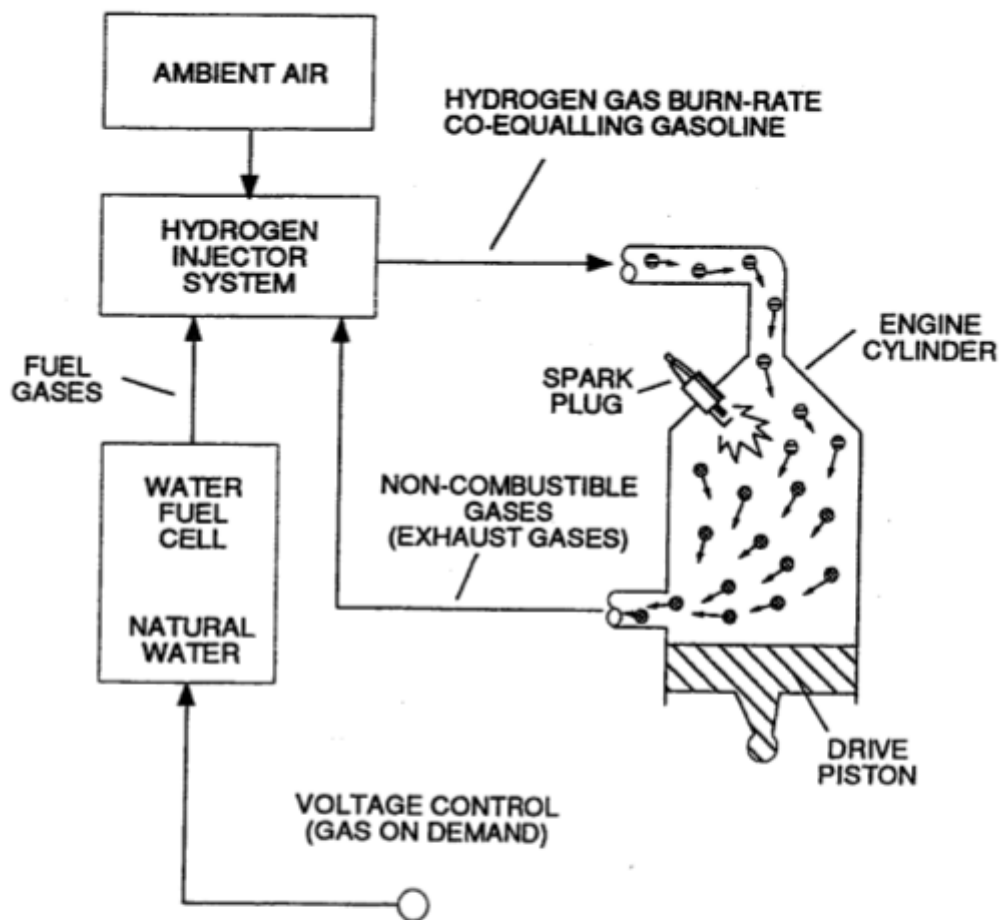 AMBIENT AIR
HYDROGEN GAS BURN-RATE
CO-EQUALLING GASOLINE
HYDROGEN
INJECTOR
SYSTEM
ENGINE
CYLINDER
FUEL
GASES
SPARK
PLUG
WATER
FUEL
CELL
NATURAL
WATER
NON-COMBUSTIBLE
GASES
(EXHAUST GASES)
DRIVE
PISTON
VOLTAGE CONTROL
(GAS ON DEMAND)